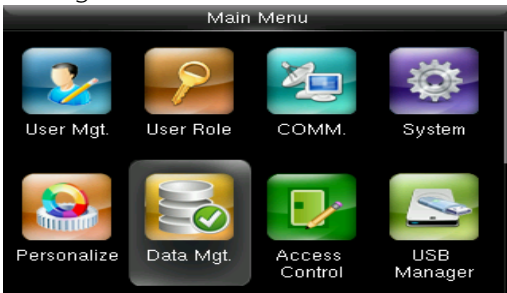 Main Menu
User Mgt.
User Role
COMM.
System
Personalize
Data Mgt.
Access
Control
USB
Manager